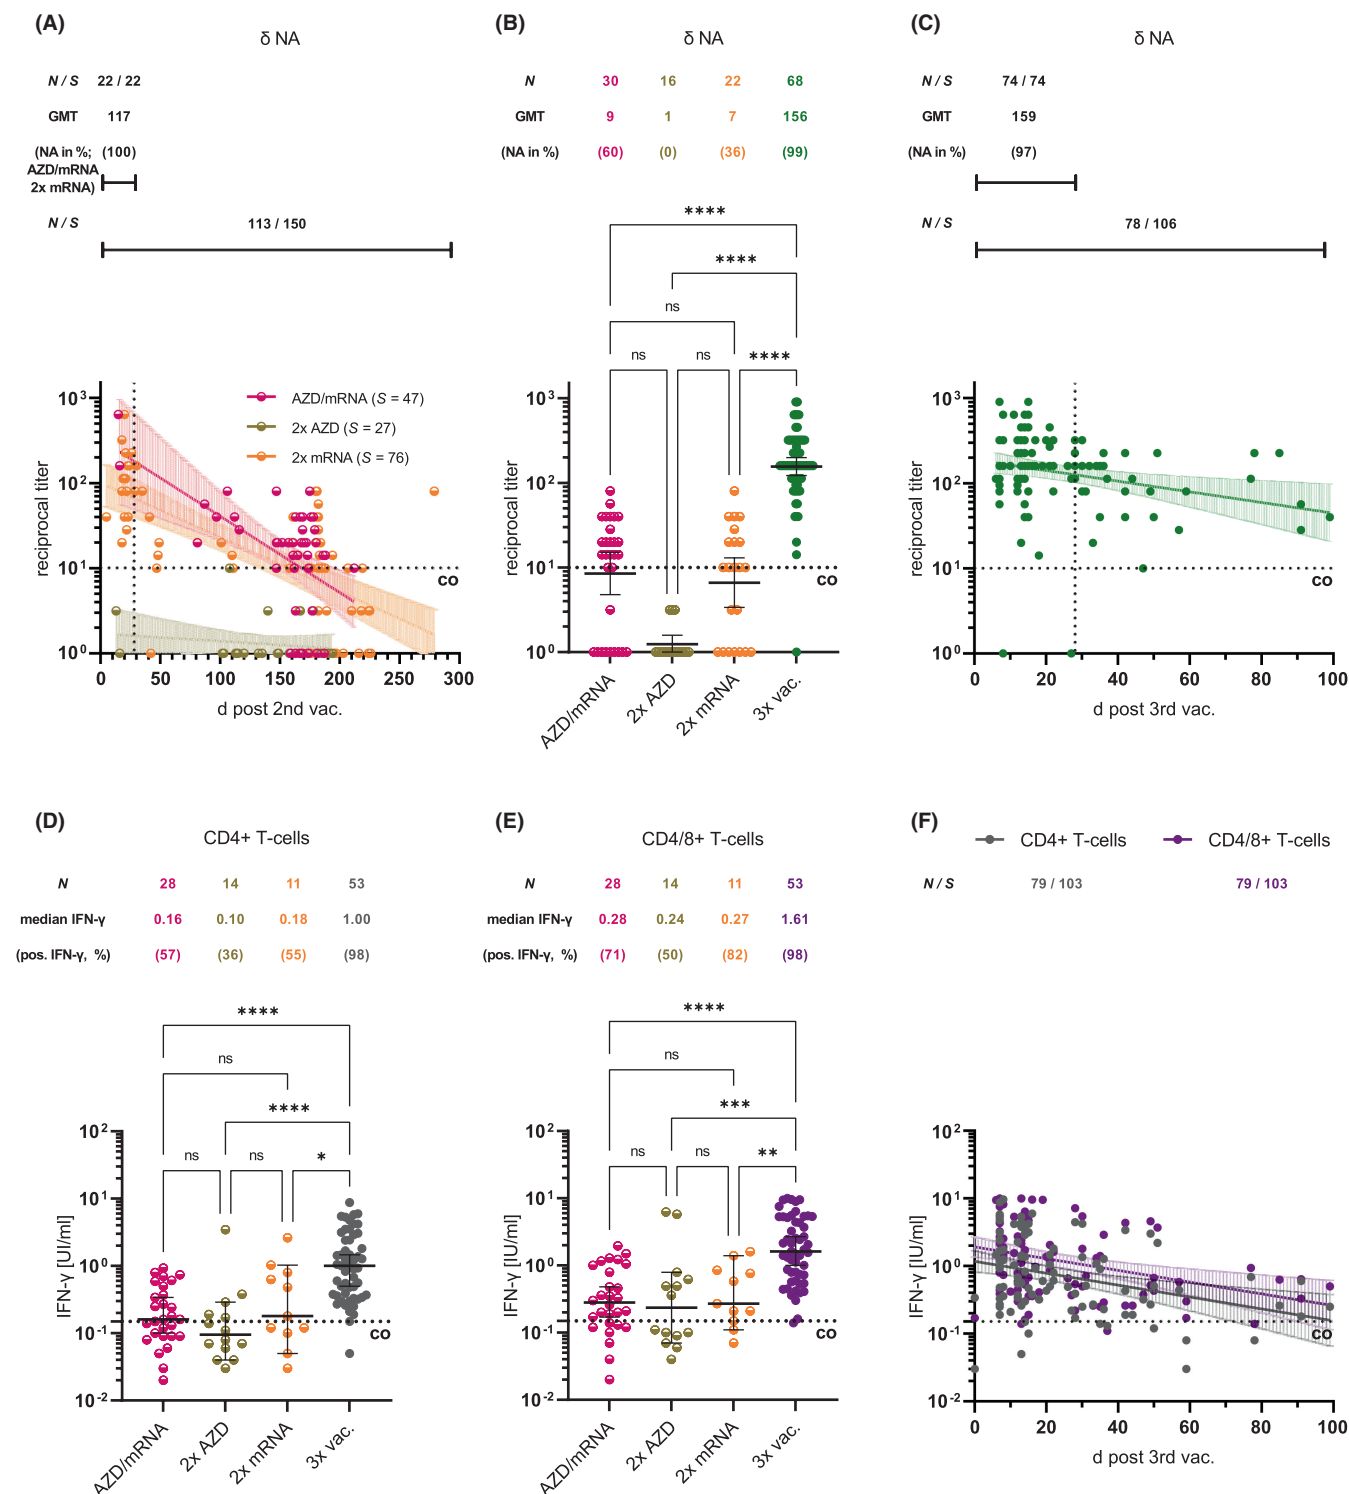 (A)
δ NA
N / S 22 / 22
GMT 117
(NA in %; (100)
AZD/mRNA
2x mRNA)
N / S 113 / 150
10³
10²
10¹
10⁰
reciprocal titer
AZD/mRNA (S = 47)
2x AZD (S = 27)
2x mRNA (S = 76)
co
0 50 100 150 200 250 300
d post 2nd vac.
(B)
δ NA
N 30 16 22 68
GMT 9 1 7 156
(NA in %) (60) (0) (36) (99)
****
****
ns
ns ns ****
10³
10²
10¹
10⁰
reciprocal titer
co
AZD/mRNA 2x AZD 2x mRNA 3x vac.
(C)
δ NA
N / S 74 / 74
GMT 159
(NA in %) (97)
N / S 78 / 106
10³
10²
10¹
10⁰
reciprocal titer
co
0 20 40 60 80 100
d post 3rd vac.
(D)
CD4+ T-cells
N 28 14 11 53
median IFN-γ 0.16 0.10 0.18 1.00
(pos. IFN-γ, %) (57) (36) (55) (98)
****
ns
****
ns ns *
10²
10¹
10⁰
10⁻¹
10⁻²
IFN-γ [UI/ml]
co
AZD/mRNA 2x AZD 2x mRNA 3x vac.
(E)
CD4/8+ T-cells
N 28 14 11 53
median IFN-γ 0.28 0.24 0.27 1.61
(pos. IFN-γ, %) (71) (50) (82) (98)
****
ns
***
ns ns **
10²
10¹
10⁰
10⁻¹
10⁻²
IFN-γ [IU/ml]
co
AZD/mRNA 2x AZD 2x mRNA 3x vac.
(F)
CD4+ T-cells CD4/8+ T-cells
N / S 79 / 103 79 / 103
10²
10¹
10⁰
10⁻¹
10⁻²
IFN-γ [IU/ml]
co
0 20 40 60 80 100
d post 3rd vac.